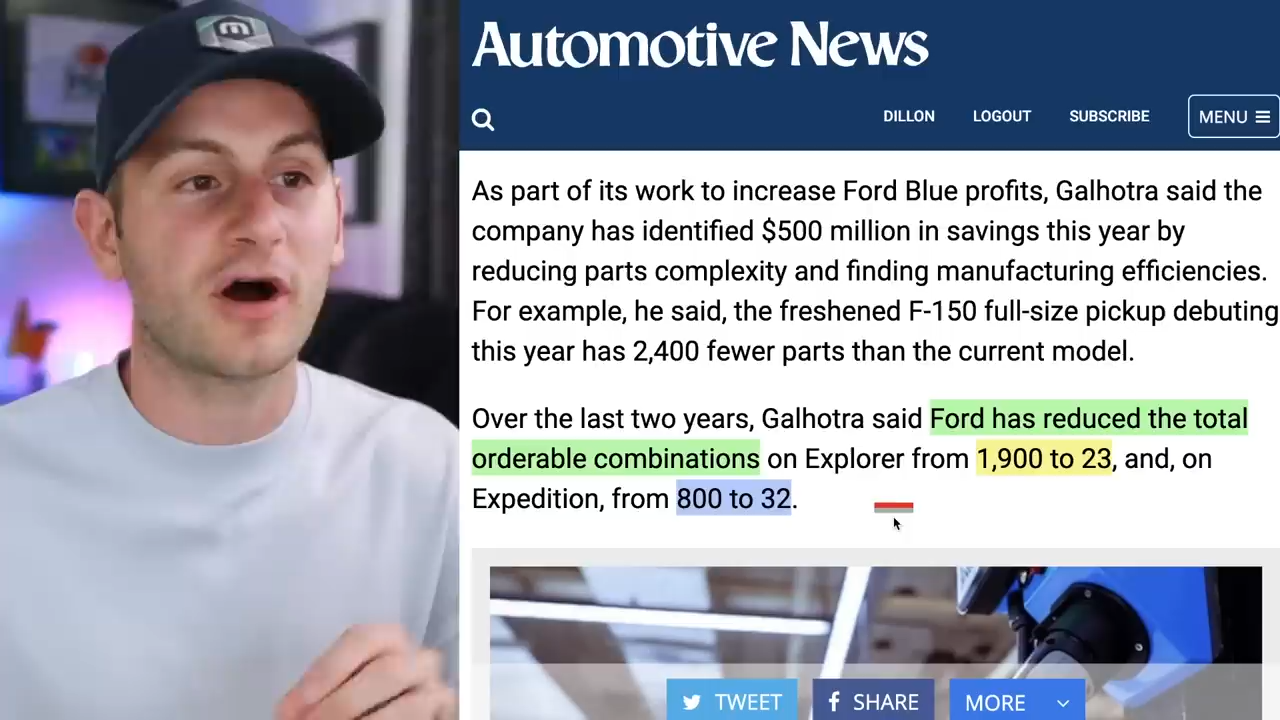 Automotive News
DILLON
LOGOUT
SUBSCRIBE
MENU
As part of its work to increase Ford Blue profits, Galhotra said the
company has identified $500 million in savings this year by
reducing parts complexity and finding manufacturing efficiencies.
For example, he said, the freshened F-150 full-size pickup debuting
this year has 2,400 fewer parts than the current model.
Over the last two years, Galhotra said Ford has reduced the total
orderable combinations on Explorer from 1,900 to 23, and, on
Expedition, from 800 to 32.
TWEET
SHARE
MORE